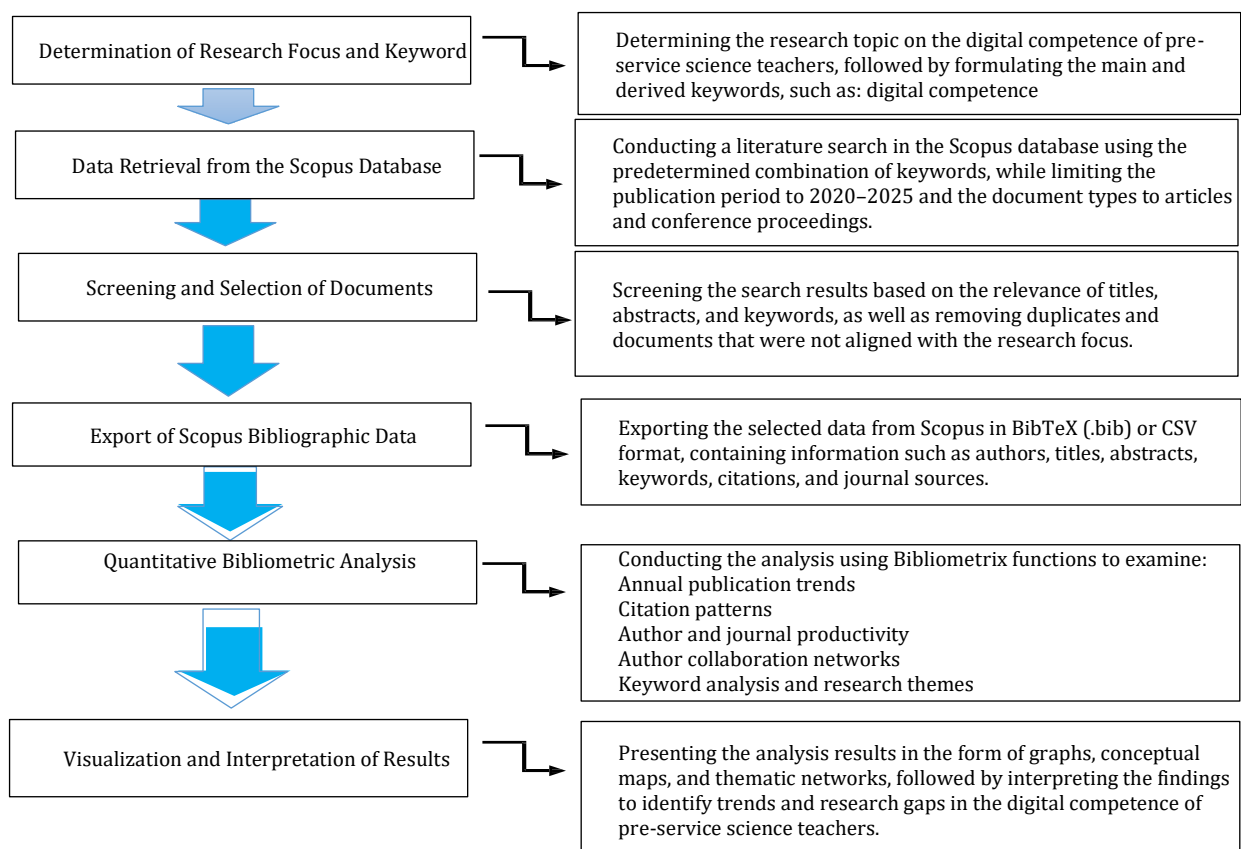 Determination of Research Focus and Keyword
Determining the research topic on the digital competence of pre-
service science teachers, followed by formulating the main and
derived keywords, such as: digital competence
Data Retrieval from the Scopus Database
Conducting a literature search in the Scopus database using the
predetermined combination of keywords, while limiting the
publication period to 2020–2025 and the document types to articles
and conference proceedings.
Screening and Selection of Documents
Screening the search results based on the relevance of titles,
abstracts, and keywords, as well as removing duplicates and
documents that were not aligned with the research focus.
Export of Scopus Bibliographic Data
Exporting the selected data from Scopus in BibTeX (.bib) or CSV
format, containing information such as authors, titles, abstracts,
keywords, citations, and journal sources.
Quantitative Bibliometric Analysis
Conducting the analysis using Bibliometrix functions to examine:
Annual publication trends
Citation patterns
Author and journal productivity
Author collaboration networks
Keyword analysis and research themes
Visualization and Interpretation of Results
Presenting the analysis results in the form of graphs, conceptual
maps, and thematic networks, followed by interpreting the findings
to identify trends and research gaps in the digital competence of
pre-service science teachers.